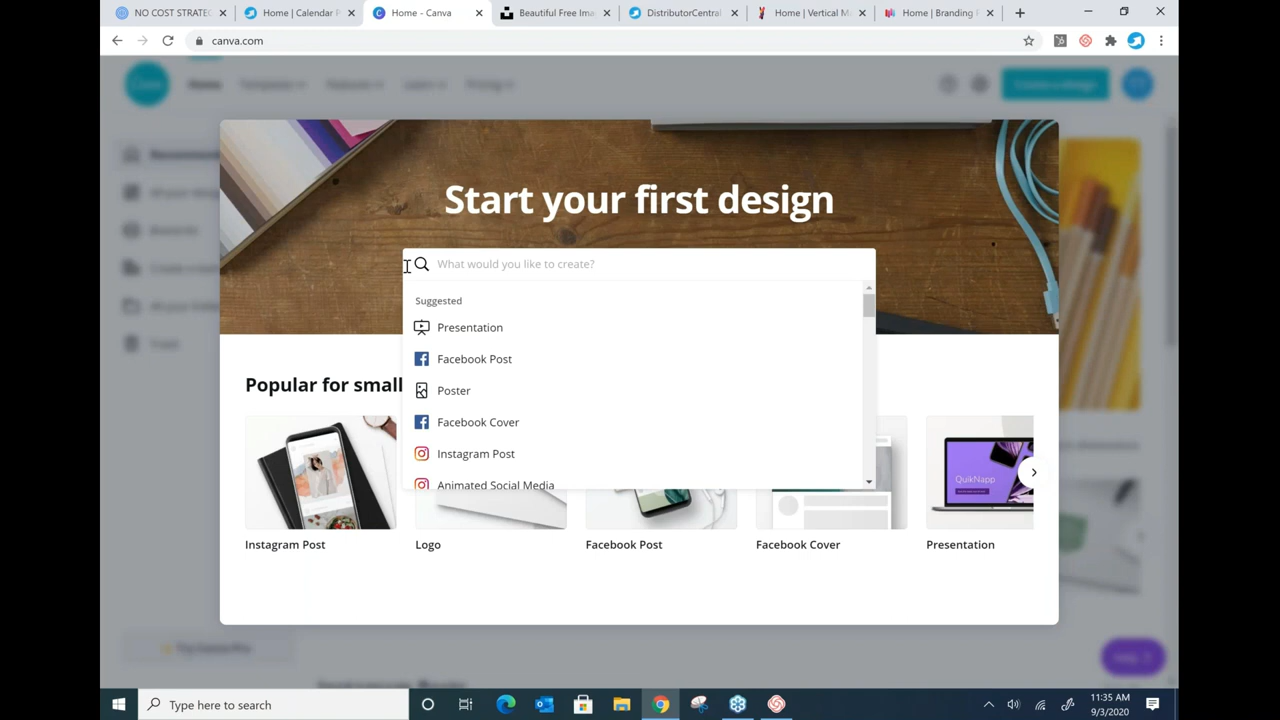 NO COST STRATEG
Home | Calendar P
Home - Canva
Beautiful Free Ima
DistributorCentral
Home | Vertical M
Home | Branding
canva.com
Home
Start your first design
What would you like to create?
Suggested
Presentation
Facebook Post
Poster
Facebook Cover
Instagram Post
Animated Social Media
Popular for small
QuikNapp
Instagram Post
Logo
Facebook Post
Facebook Cover
Presentation
Type here to search
11:35 AM
9/3/2020